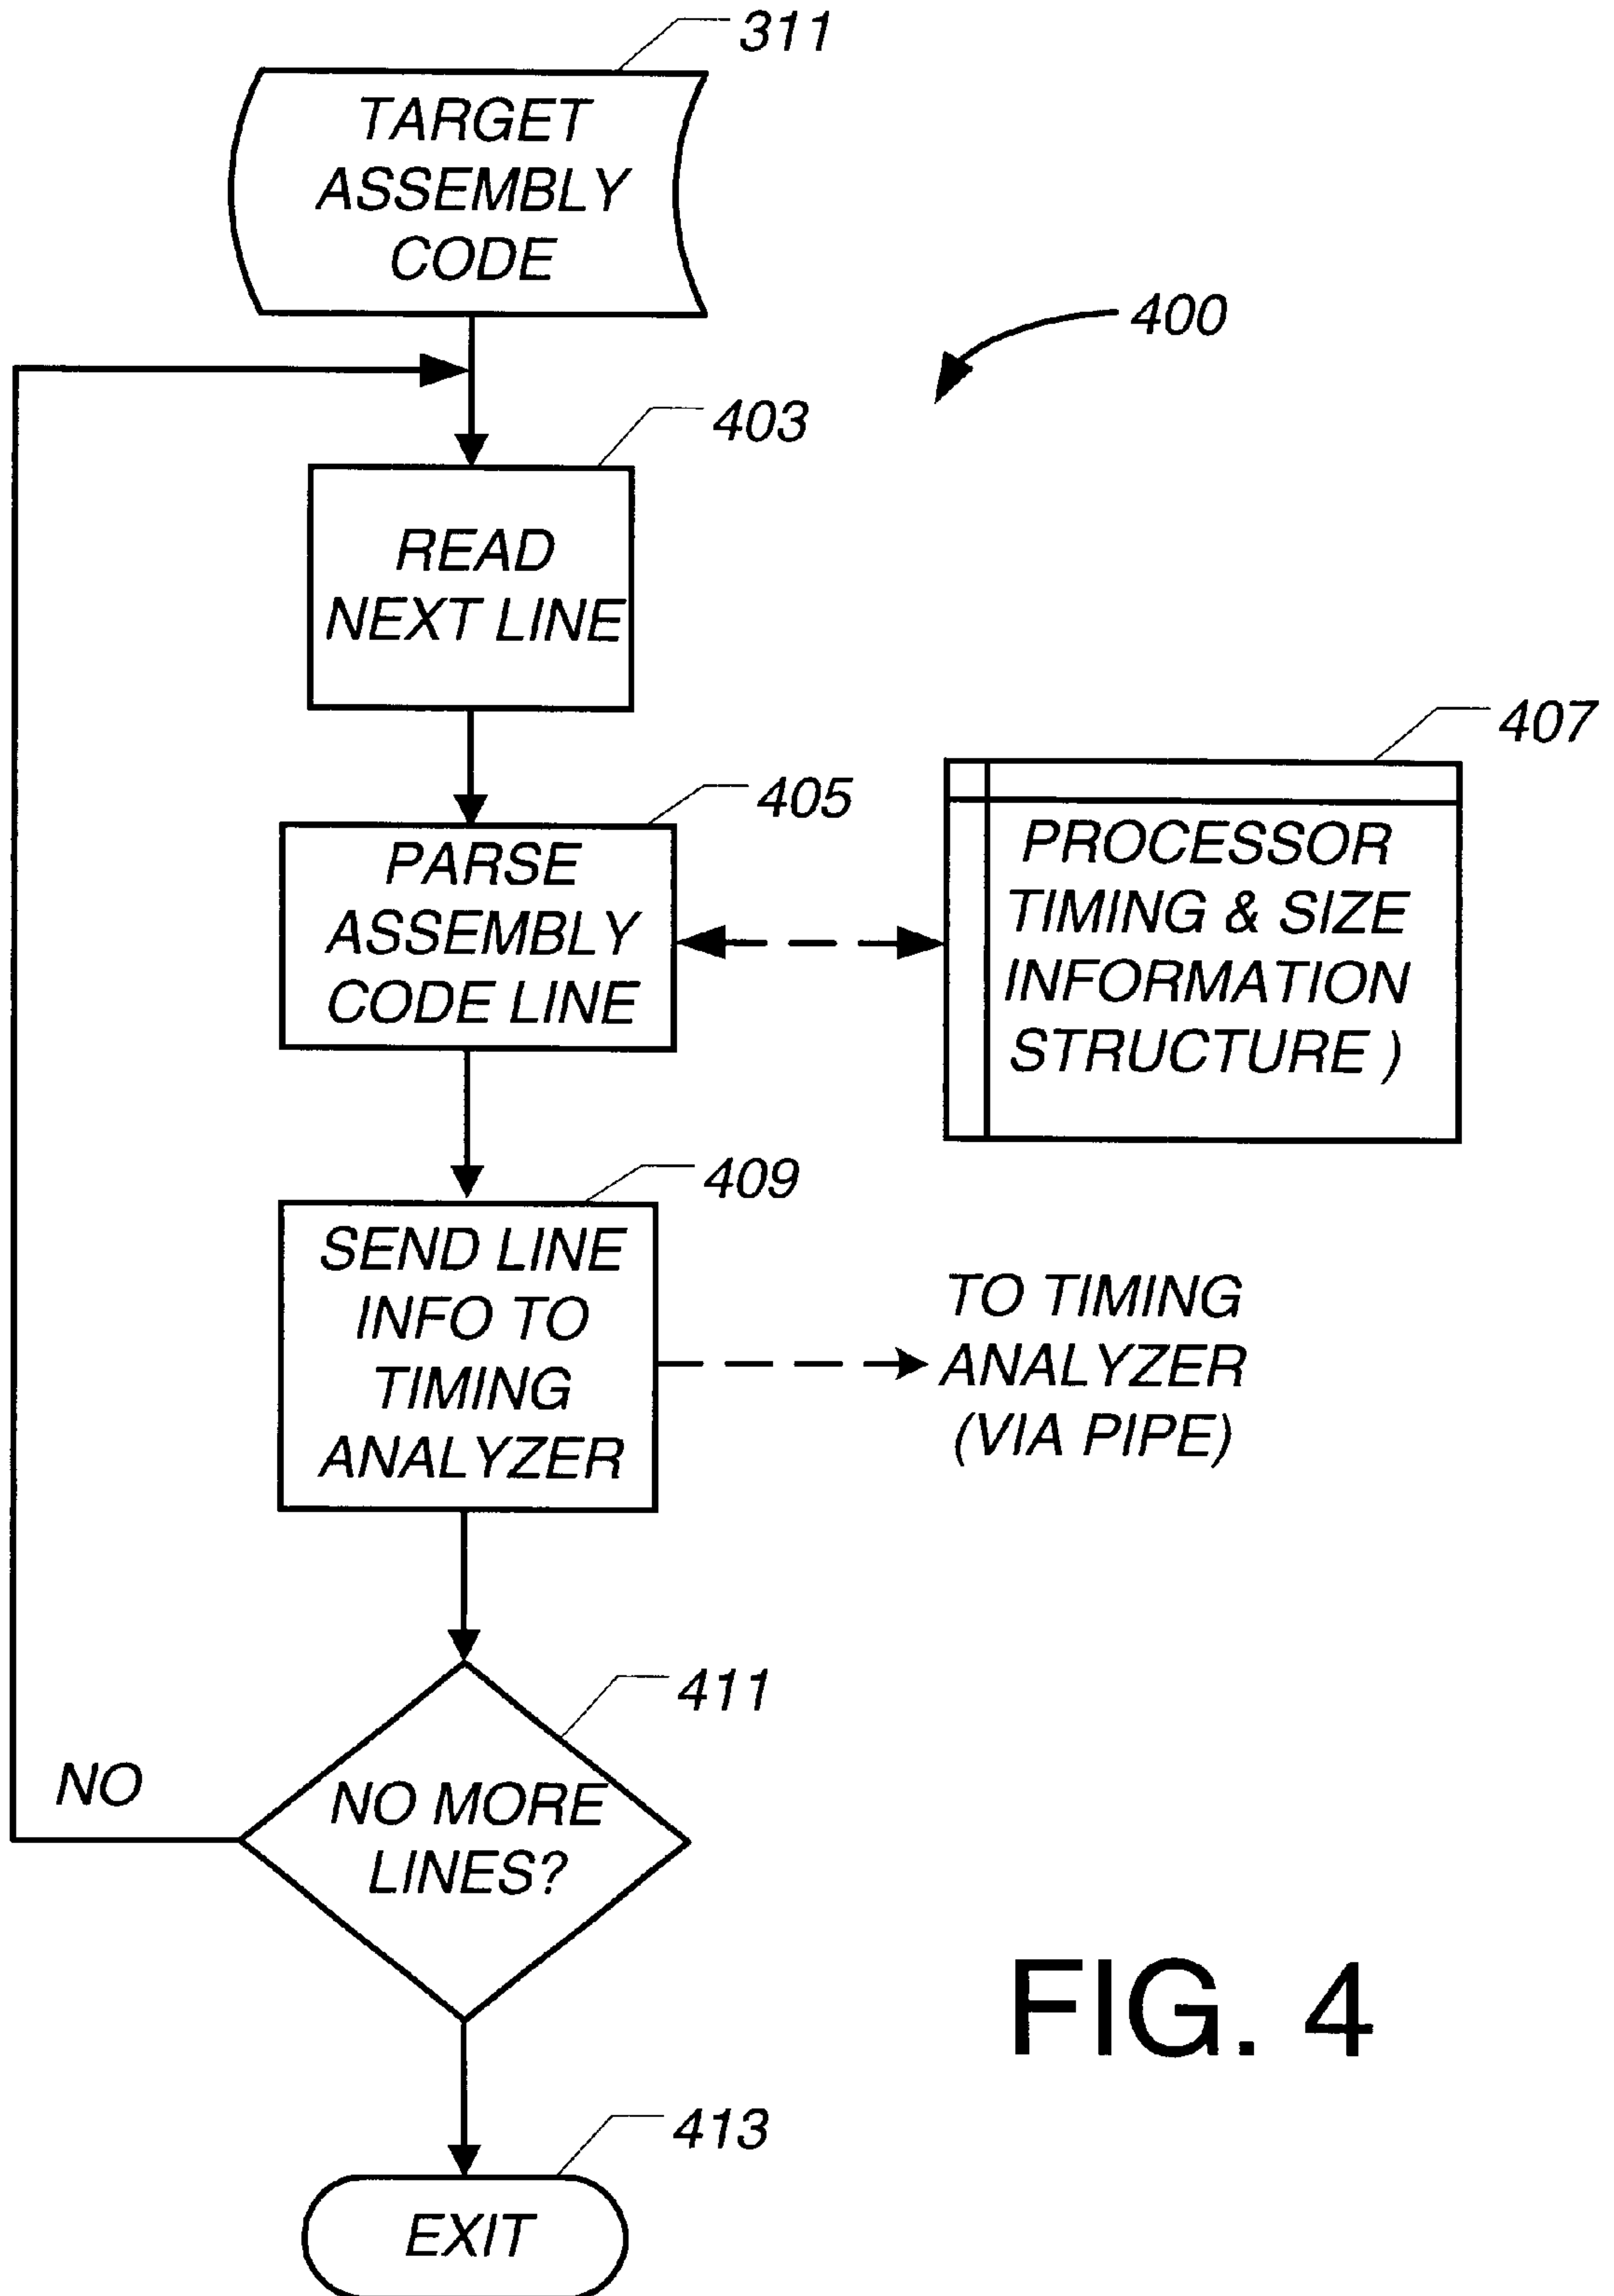 311
TARGET
ASSEMBLY
CODE
400
403
READ
NEXT LINE
407
405
PARSE
ASSEMBLY
CODE LINE
PROCESSOR
TIMING & SIZE
INFORMATION
STRUCTURE )
409
SEND LINE
INFO TO
TIMING
ANALYZER
TO TIMING
ANALYZER
(VIA PIPE)
411
NO
NO MORE
LINES?
FIG. 4
413
EXIT